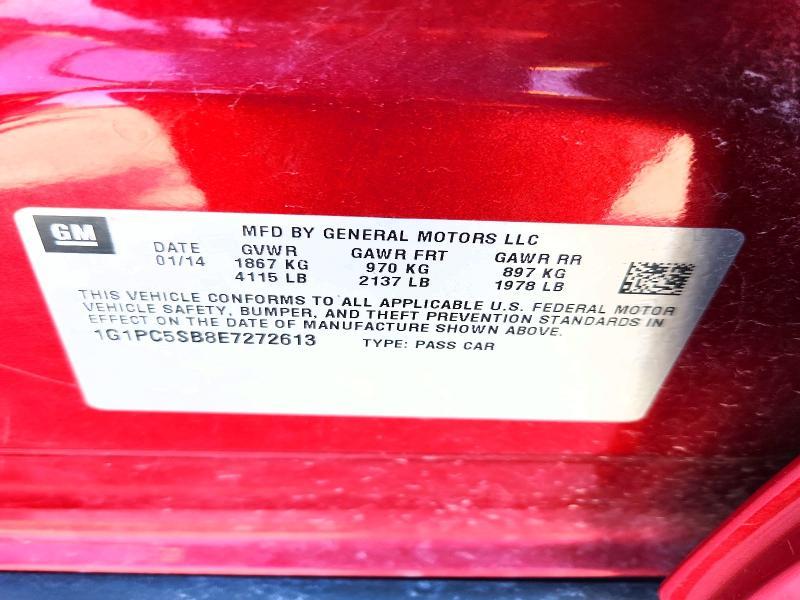 GM
MFD BY GENERAL MOTORS LLC
DATE GVWR GAWR FRT GAWR RR
01/14 1867 KG 970 KG 897 KG
4115 LB 2137 LB 1978 LB
THIS VEHICLE CONFORMS TO ALL APPLICABLE U.S. FEDERAL MOTOR
VEHICLE SAFETY, BUMPER, AND THEFT PREVENTION STANDARDS IN
EFFECT ON THE DATE OF MANUFACTURE SHOWN ABOVE.
1G1PC5SB8E7272613 TYPE: PASS CAR